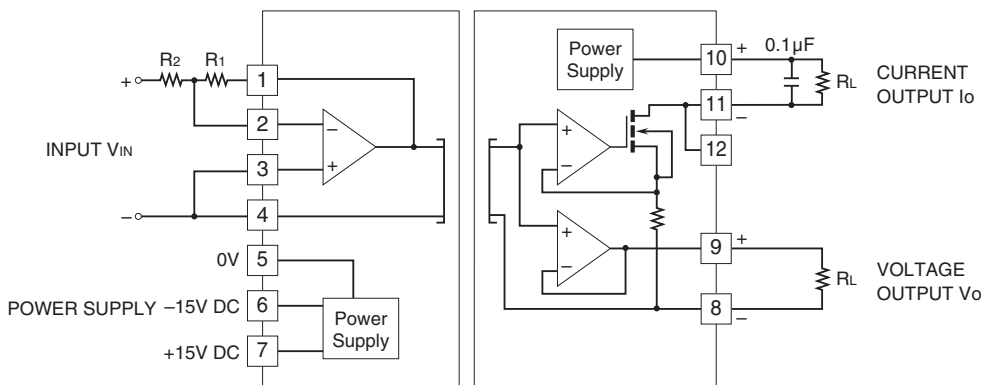 R2
R1
+
1
2
3
4
5
6
7
INPUT VIN
–
0V
POWER SUPPLY –15V DC
+15V DC
–
+
Power
Supply
Power
Supply
10
11
12
9
8
+
–
0.1µF
RL
CURRENT
OUTPUT Io
+
–
+
–
+
–
RL
VOLTAGE
OUTPUT Vo